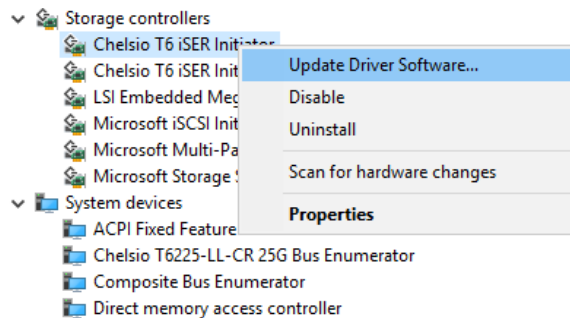 Storage controllers
Chelsio T6 iSER Initiator
Chelsio T6 iSER Init
LSI Embedded Meg
Microsoft iSCSI Init
Microsoft Multi-Pa
Microsoft Storage
System devices
ACPI Fixed Feature
Chelsio T6225-LL-CR 25G Bus Enumerator
Composite Bus Enumerator
Direct memory access controller
Update Driver Software...
Disable
Uninstall
Scan for hardware changes
Properties